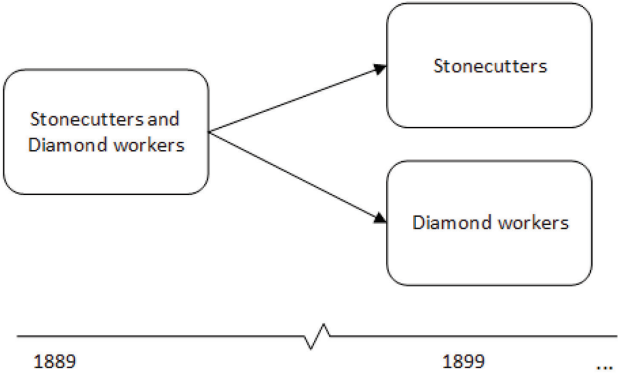 Stonecutters
Stonecutters and
Diamond workers
Diamond workers
1889
1899
...